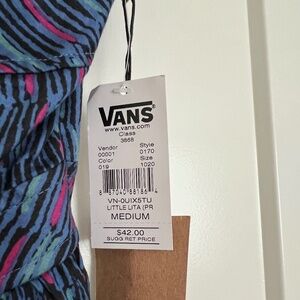 VANS
www.vans.com
Class
3868
Vendor Style
00001 0170
Color Size
019 1020
VN-0UIX5TU
LITTLE LITA (PR
MEDIUM
$42.00
SUGG RET PRICE